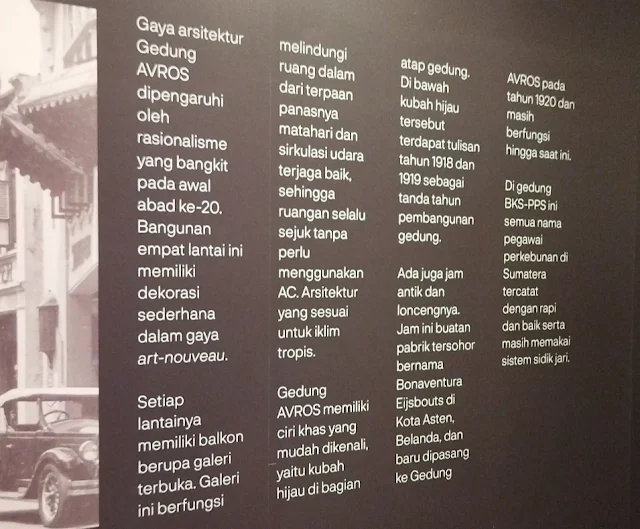 Gaya arsitektur
Gedung
AVROS
dipengaruhi
oleh
rasionalisme
yang bangkit
pada awal
abad ke-20.
Bangunan
empat lantai ini
memiliki
dekorasi
sederhana
dalam gaya
art-nouveau.
Setiap
lantainya
memiliki balkon
berupa galeri
terbuka. Galeri
ini berfungsi
melindungi
ruang dalam
dari terpaan
panasnya
matahari dan
sirkulasi udara
terjaga baik,
sehingga
ruangan selalu
sejuk tanpa
perlu
menggunakan
AC. Arsitektur
yang sesuai
untuk iklim
tropis.
Gedung
AVROS memiliki
ciri khas yang
mudah dikenali,
yaitu kubah
hijau di bagian
atap gedung.
Di bawah
kubah hijau
tersebut
terdapat tulisan
tahun 1918 dan
1919 sebagai
tanda tahun
pembangunan
gedung.
Ada juga jam
antik dan
loncengnya.
Jam ini buatan
pabrik tersohor
bernama
Bonaventura
Eijsbouts di
Kota Asten,
Belanda, dan
baru dipasang
ke Gedung
AVROS pada
tahun 1920 dan
masih
berfungsi
hingga saat ini.
Di gedung
BKS-PPS ini
semua nama
pegawai
perkebunan di
Sumatera
tercatat
dengan rapi
dan baik serta
masih memakai
sistem sidik jari.